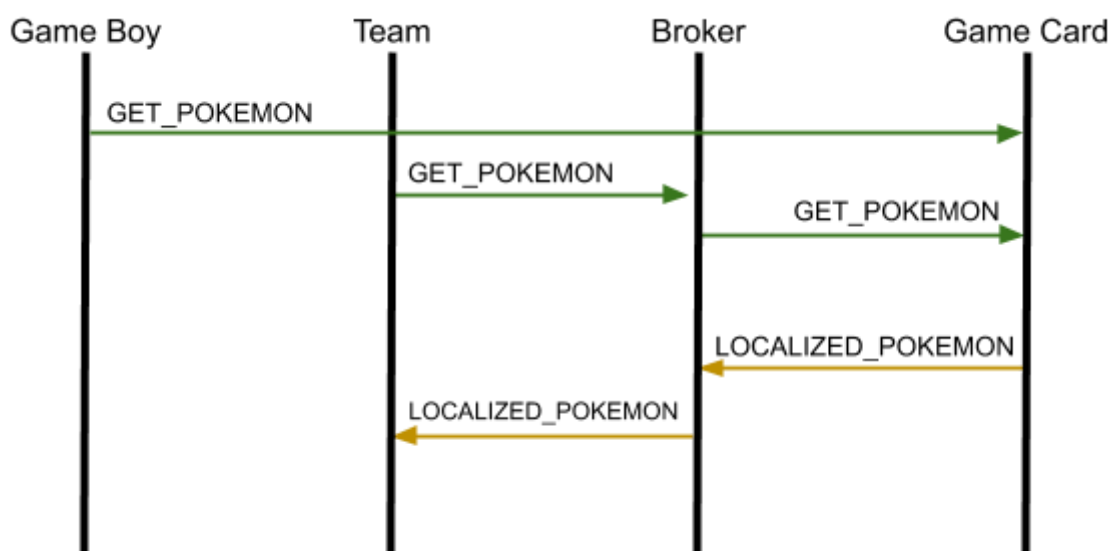 Game Boy
Team
Broker
Game Card
GET_POKEMON
GET_POKEMON
GET_POKEMON
LOCALIZED_POKEMON
LOCALIZED_POKEMON